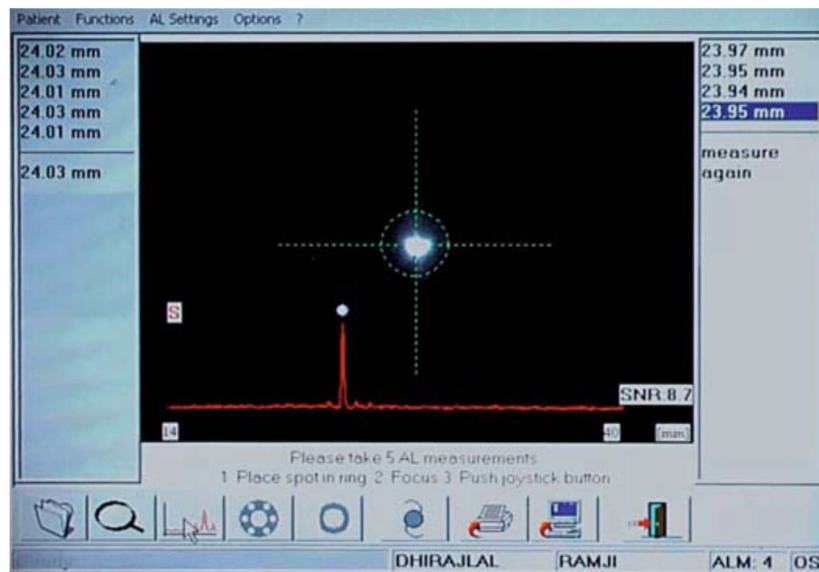 Patient Functions AL Settings Options ?
24.02 mm
24.03 mm
24.01 mm
24.03 mm
24.01 mm
24.03 mm
23.97 mm
23.95 mm
23.94 mm
23.95 mm
measure
again
S
SNR:8.7
14
40 [mm]
Please take 5 AL measurements
1 Place spot in ring 2 Focus 3 Push joystick button
DHIRAJLAL RAMJI ALM: 4 OS